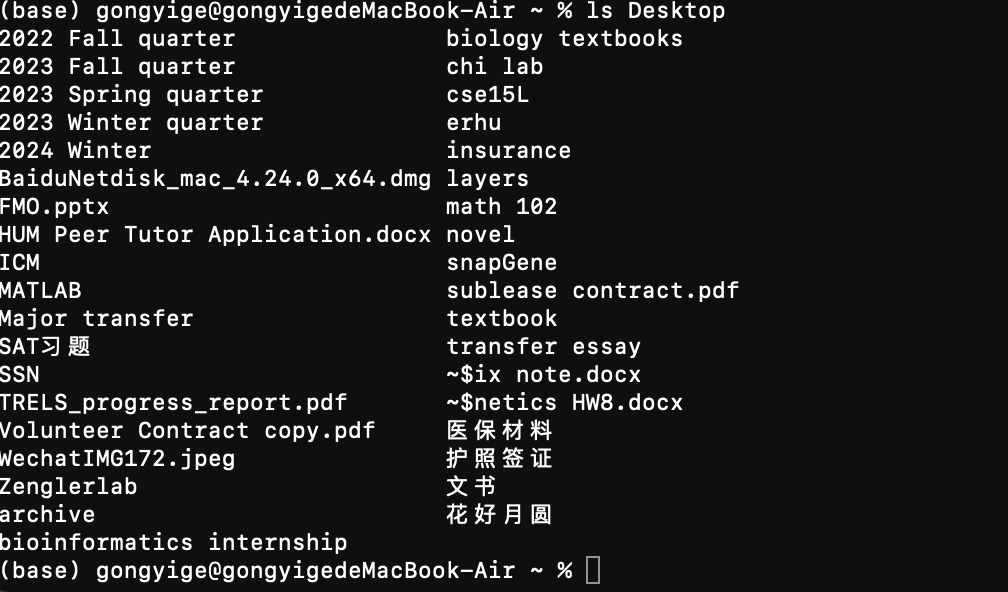 (base) gongyige@gongyigedeMacBook-Air ~ % ls Desktop
2022 Fall quarter biology textbooks
2023 Fall quarter chi lab
2023 Spring quarter cse15L
2023 Winter quarter erhu
2024 Winter insurance
BaiduNetdisk_mac_4.24.0_x64.dmg layers
FMO.pptx math 102
HUM Peer Tutor Application.docx novel
ICM snapGene
MATLAB sublease contract.pdf
Major transfer textbook
SAT习题 transfer essay
SSN ~$ix note.docx
TRELS_progress_report.pdf ~$netics HW8.docx
Volunteer Contract copy.pdf 医保材料
WechatIMG172.jpeg 护照签证
Zenglerlab 文书
archive 花好月圆
bioinformatics internship
(base) gongyige@gongyigedeMacBook-Air ~ %